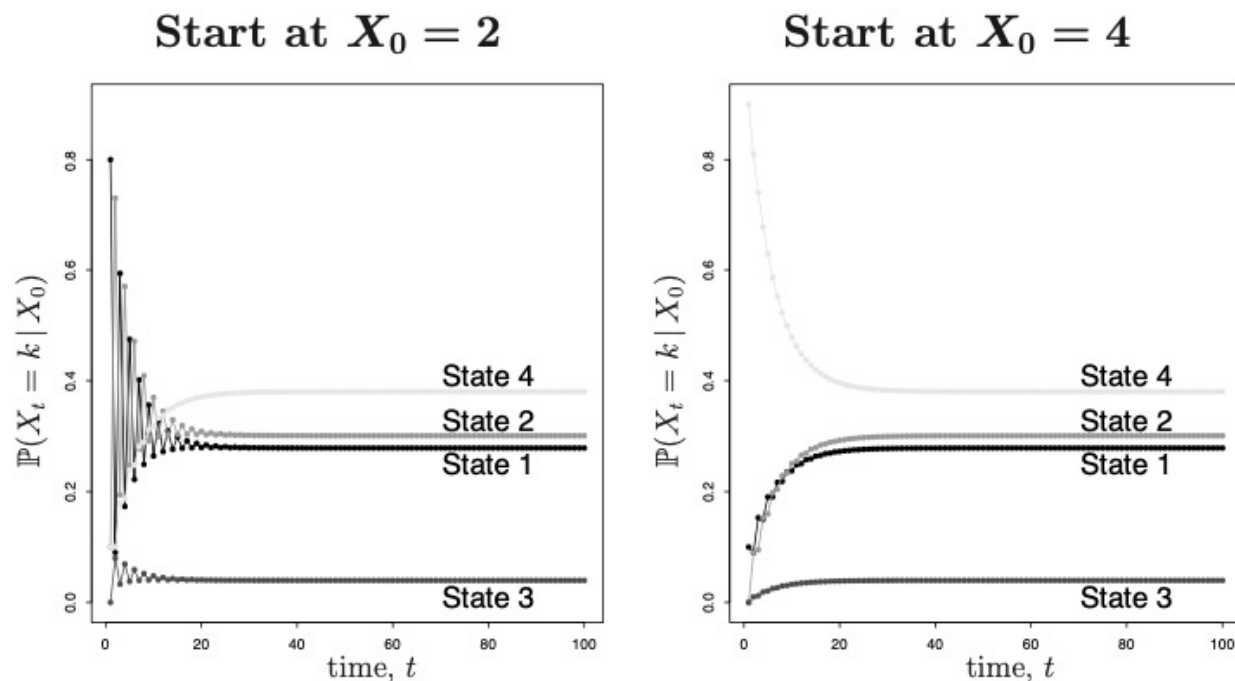 Start at X₀ = 2
ℙ(X_t = k | X₀)
0.8
0.6
0.4
0.2
0.0
State 4
State 2
State 1
State 3
0 20 40 60 80 100
time, t
Start at X₀ = 4
ℙ(X_t = k | X₀)
0.8
0.6
0.4
0.2
0.0
State 4
State 2
State 1
State 3
0 20 40 60 80 100
time, t